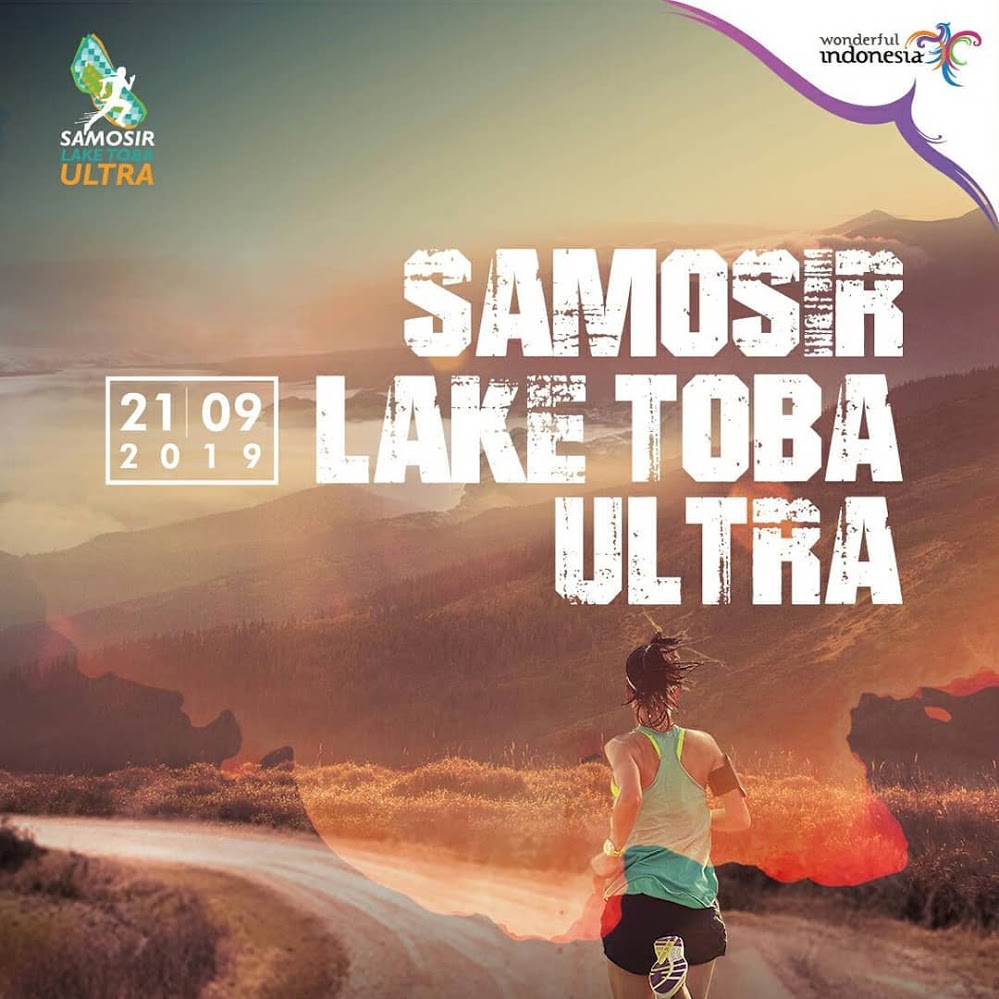 SAMOSIR
LAKE TOBA
ULTRA
wonderful
indonesia
SAMOSIR
LAKE TOBA
ULTRA
21 | 09
2019